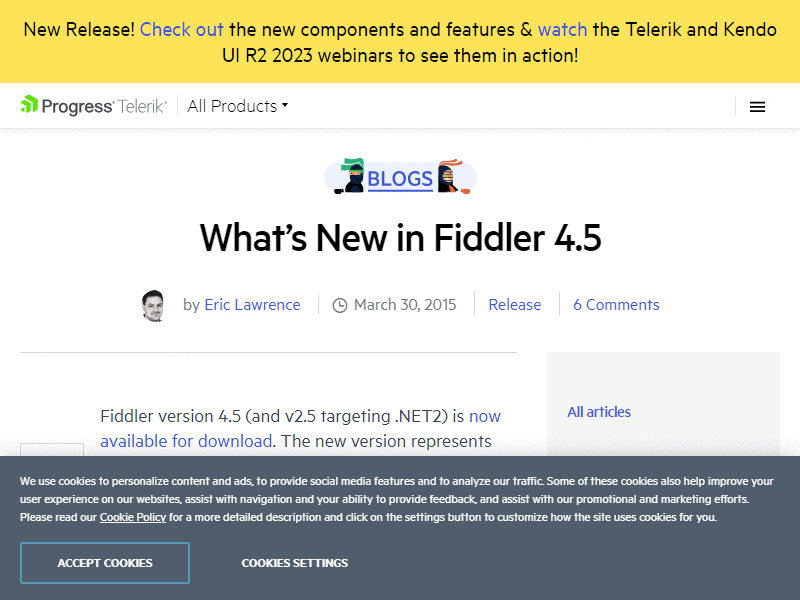 New Release! Check out the new components and features & watch the Telerik and Kendo
UI R2 2023 webinars to see them in action!
Progress Telerik
All Products
BLOGS
What's New in Fiddler 4.5
by Eric Lawrence
March 30, 2015
Release
6 Comments
All articles
Fiddler version 4.5 (and v2.5 targeting .NET2) is now
available for download. The new version represents
We use cookies to personalize content and ads, to provide social media features and to analyze our traffic. Some of these cookies also help improve your
user experience on our websites, assist with navigation and your ability to provide feedback, and assist with our promotional and marketing efforts.
Please read our Cookie Policy for a more detailed description and click on the settings button to customize how the site uses cookies for you.
ACCEPT COOKIES
COOKIES SETTINGS